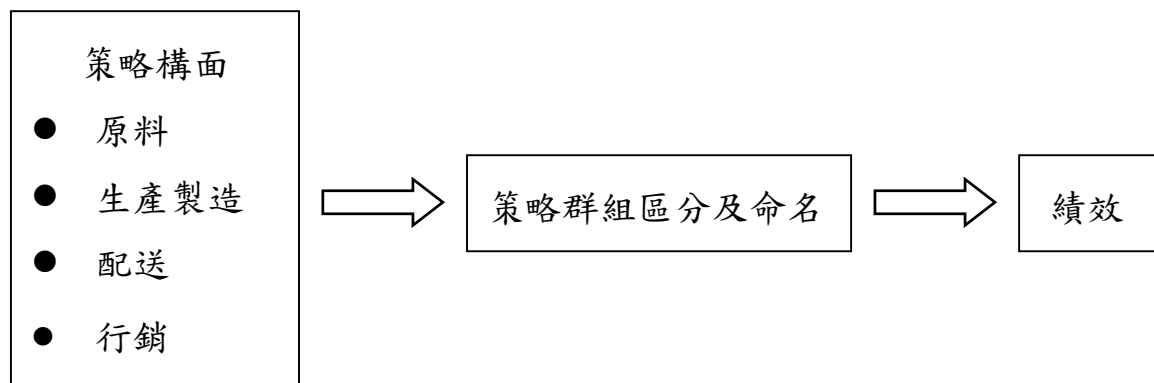 策略構面
● 原料
● 生產製造
● 配送
● 行銷
策略群組區分及命名
績效